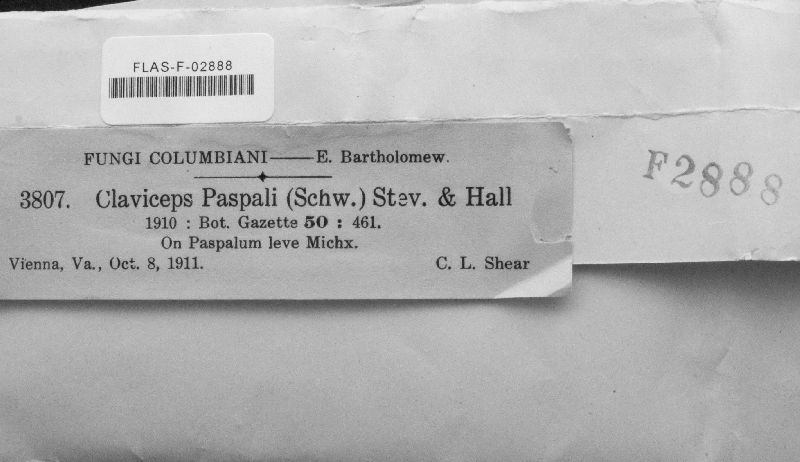 FLAS-F-02888
FUNGI COLUMBIANI—E. Bartholomew.
3807. Claviceps Paspali (Schw.) Stev. & Hall
1910 : Bot. Gazette 50 : 461.
On Paspalum leve Michx.
Vienna, Va., Oct. 8, 1911. C. L. Shear
F2888